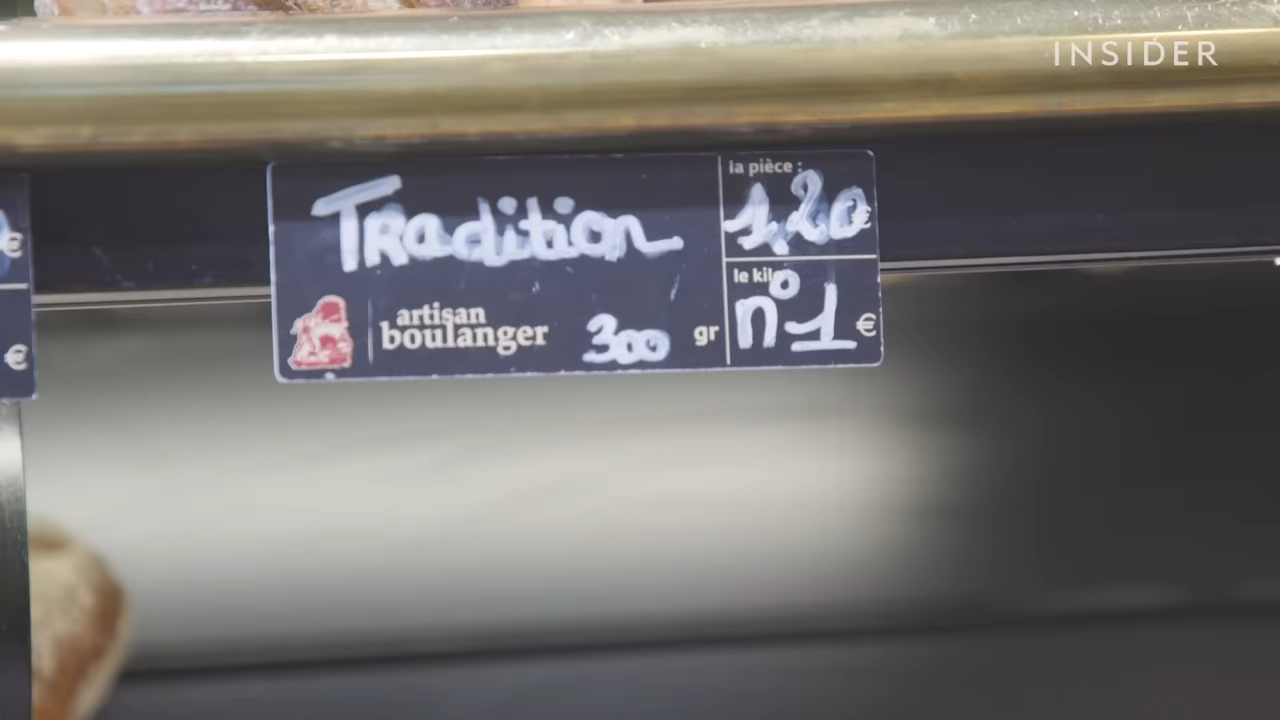 INSIDER
la pièce :
Tradition
1,20€
€
le kilo
artisan
boulanger
300 gr
n°1 €
€